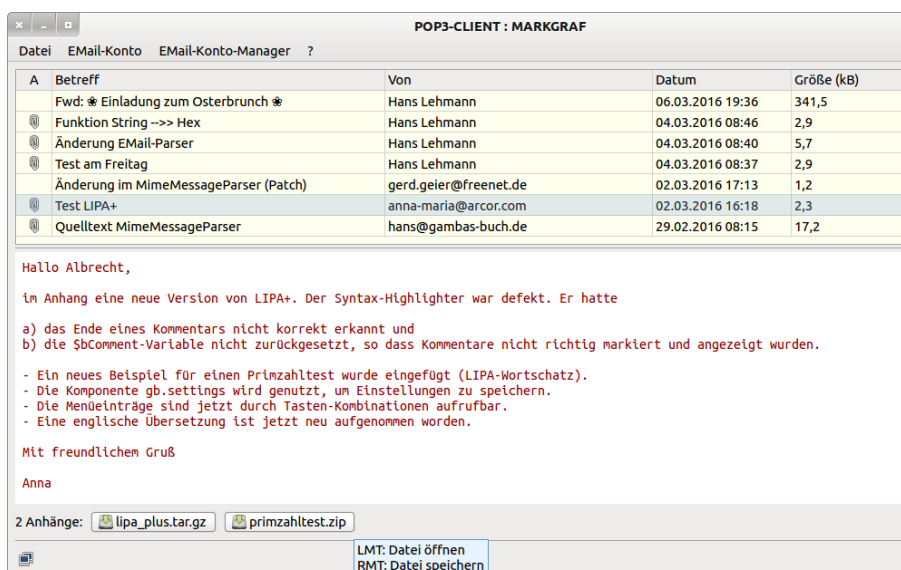 POP3-CLIENT : MARKGRAF
Datei EMail-Konto EMail-Konto-Manager ?
A Betreff Von Datum Größe (kB)
Fwd: ❀ Einladung zum Osterbrunch ❀ Hans Lehmann 06.03.2016 19:36 341,5
Funktion String -->> Hex Hans Lehmann 04.03.2016 08:46 2,9
Änderung EMail-Parser Hans Lehmann 04.03.2016 08:40 5,7
Test am Freitag Hans Lehmann 04.03.2016 08:37 2,9
Änderung im MimeMessageParser (Patch) gerd.geier@freenet.de 02.03.2016 17:13 1,2
Test LIPA+ anna-maria@arcor.com 02.03.2016 16:18 2,3
Quelltext MimeMessageParser hans@gambas-buch.de 29.02.2016 08:15 17,2
Hallo Albrecht,
im Anhang eine neue Version von LIPA+. Der Syntax-Highlighter war defekt. Er hatte
a) das Ende eines Kommentars nicht korrekt erkannt und
b) die $bComment-Variable nicht zurückgesetzt, so dass Kommentare nicht richtig markiert und angezeigt wurden.
- Ein neues Beispiel für einen Primzahltest wurde eingefügt (LIPA-Wortschatz).
- Die Komponente gb.settings wird genutzt, um Einstellungen zu speichern.
- Die Menüeinträge sind jetzt durch Tasten-Kombinationen aufrufbar.
- Eine englische Übersetzung ist jetzt neu aufgenommen worden.
Mit freundlichem Gruß
Anna
2 Anhänge: lipa_plus.tar.gz primzahltest.zip
LMT: Datei öffnen
RMT: Datei speichern